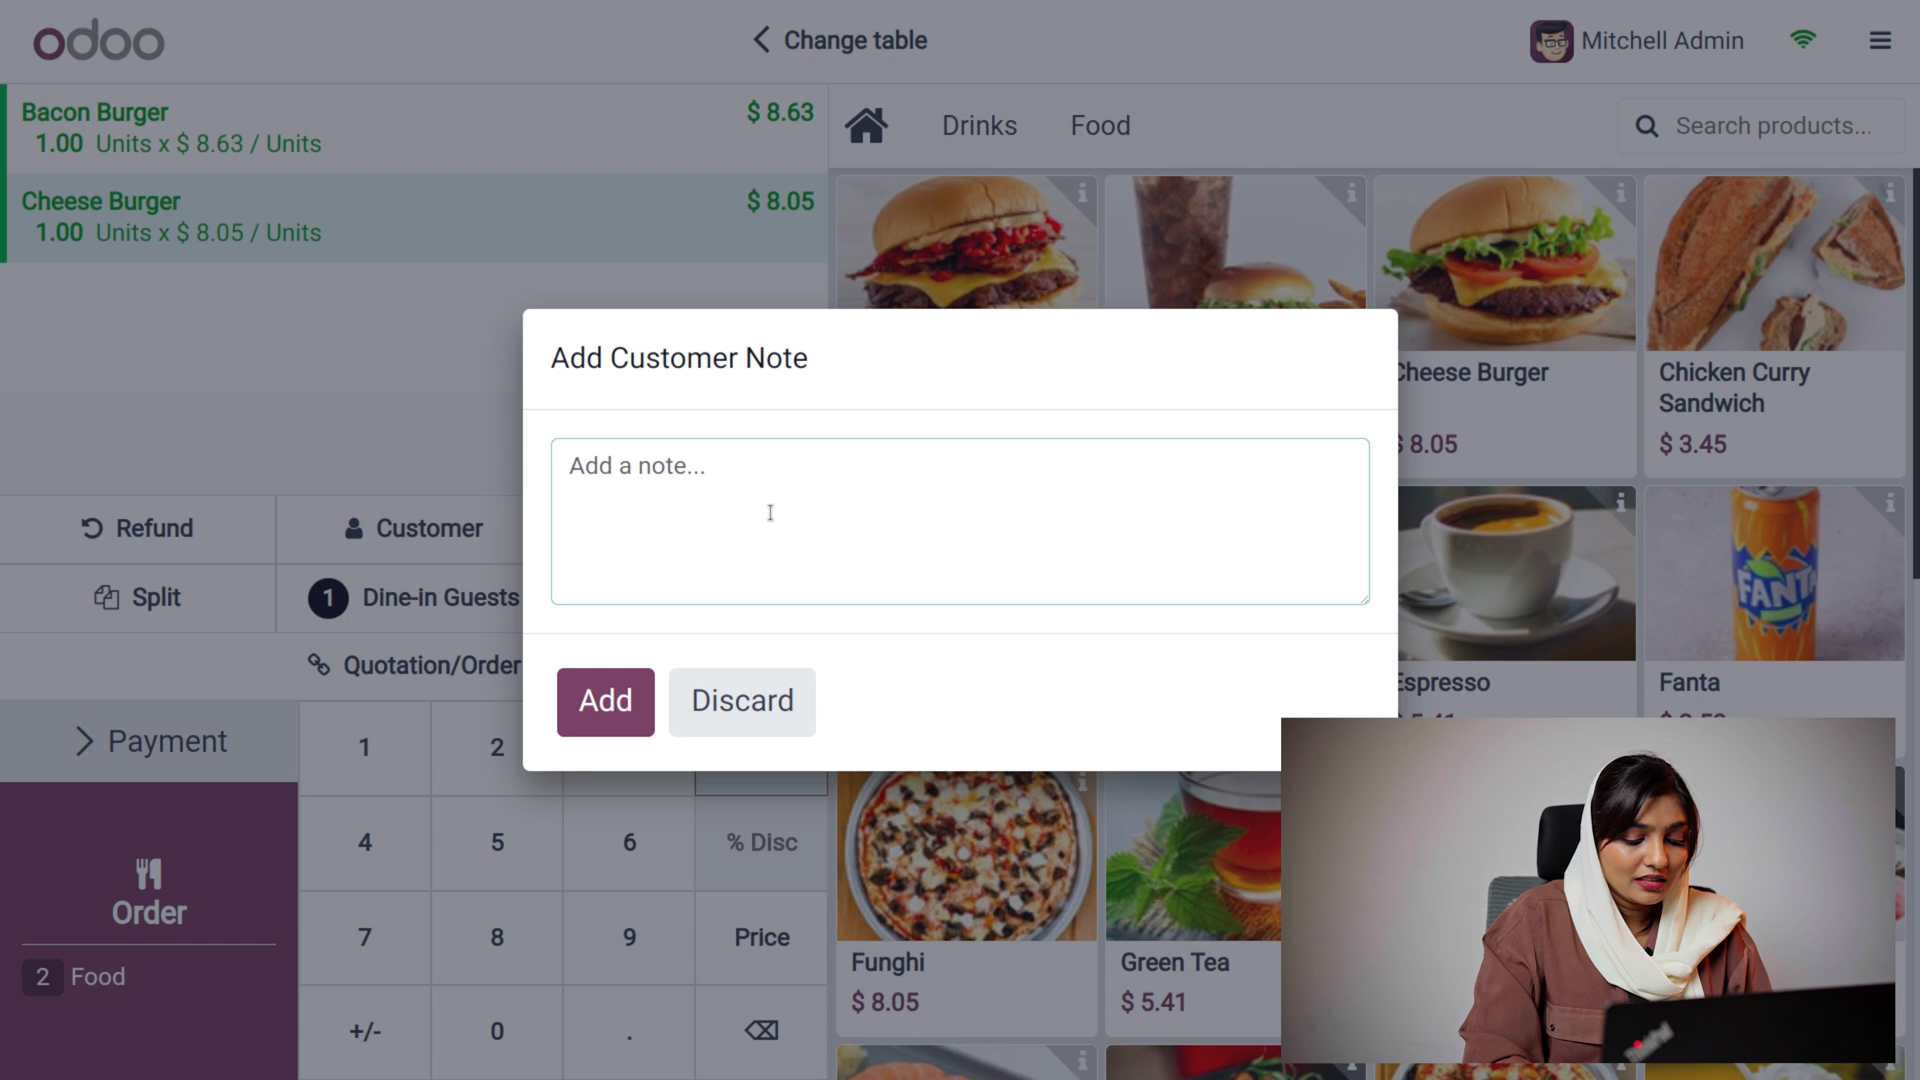 odoo
Change table
Mitchell Admin
Bacon Burger
$ 8.63
1.00 Units x $ 8.63 / Units
Cheese Burger
$ 8.05
1.00 Units x $ 8.05 / Units
Drinks
Food
Search products...
Add Customer Note
Add a note...
Add
Discard
Cheese Burger
$ 8.05
Chicken Curry
Sandwich
$ 3.45
Refund
Customer
Split
1 Dine-in Guests
Quotation/Order
Payment
1
2
4
5
6
% Disc
7
8
9
Price
+/-
0
.
Order
2 Food
FANTA
Espresso
Fanta
Funghi
$ 8.05
Green Tea
$ 5.41
ThinkPad